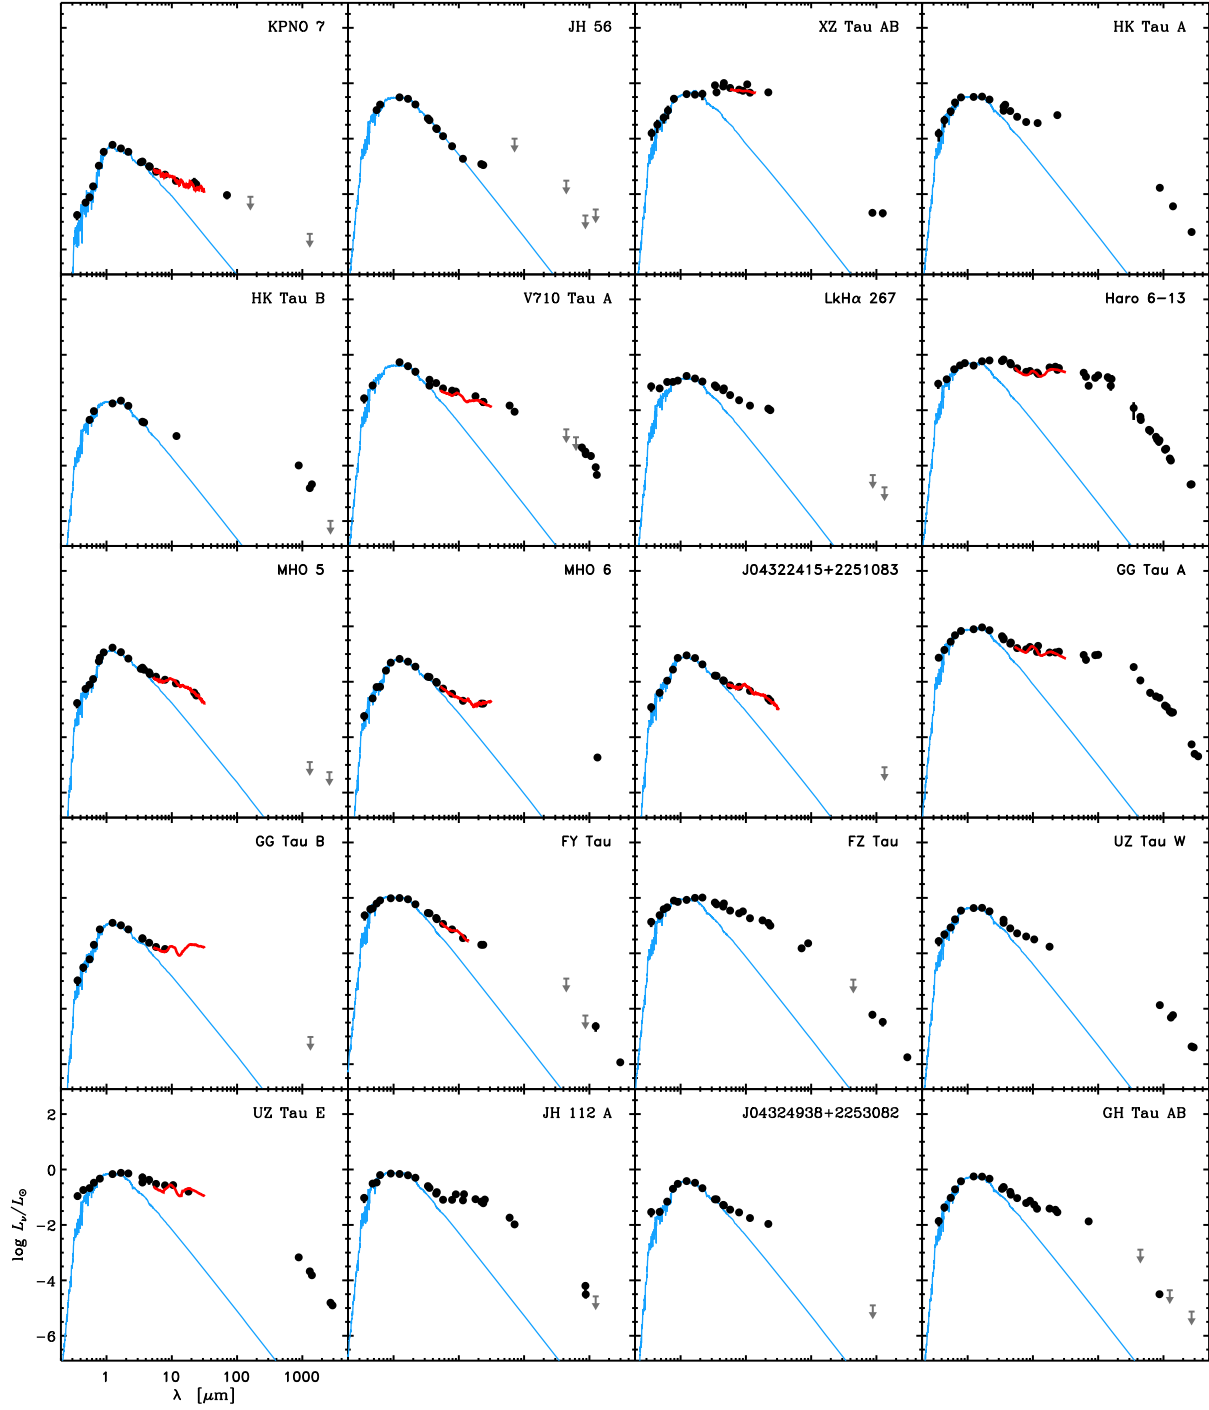 KPNO 7
JH 56
XZ Tau AB
HK Tau A
HK Tau B
V710 Tau A
LkHα 267
Haro 6−13
MHO 5
MHO 6
J04322415+2251083
GG Tau A
GG Tau B
FY Tau
FZ Tau
UZ Tau W
UZ Tau E
JH 112 A
J04324938+2253082
GH Tau AB
2
0
−2
−4
−6
log Lν/L⊙
1 10 100 1000
λ [μm]